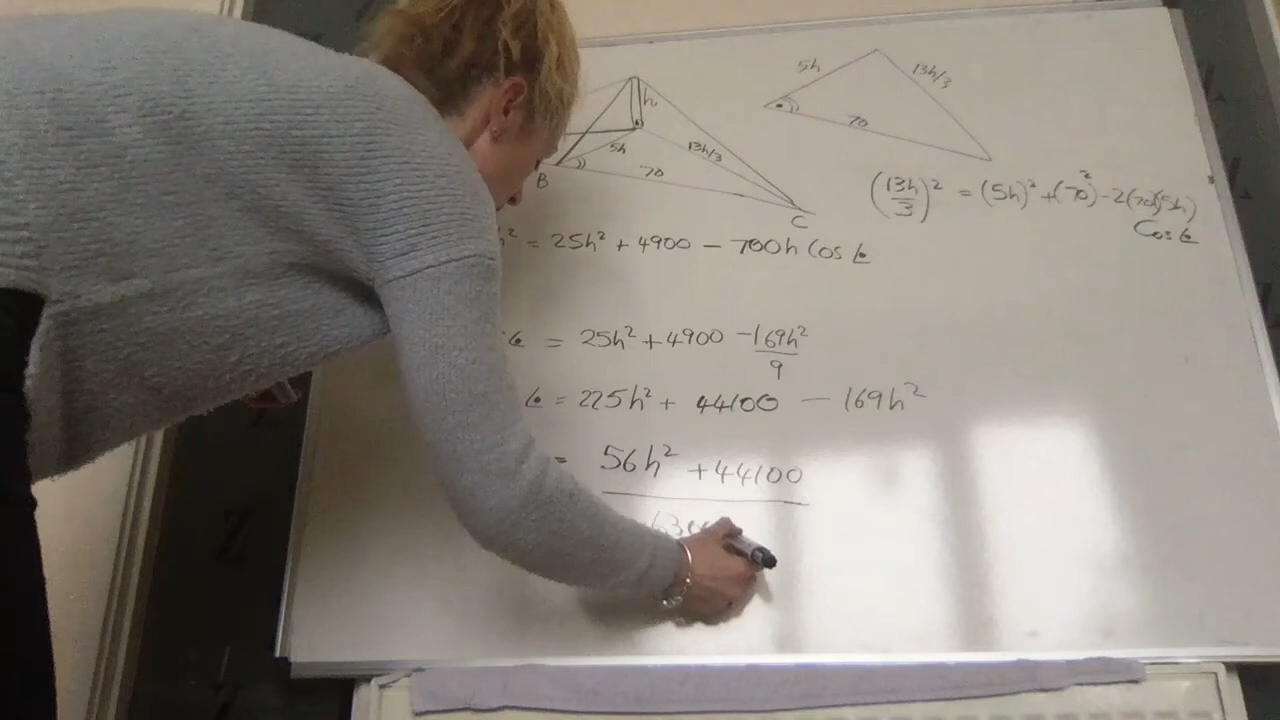 h
5h
13h/3
70
B
C
5h
13h/3
70
(13h/3)² = (5h)² + (70)² - 2(70)(5h)
Cos
h² = 25h² + 4900 - 700h Cos
= 25h² + 4900 - 169h²/9
= 225h² + 44100 - 169h²
= 56h² + 44100